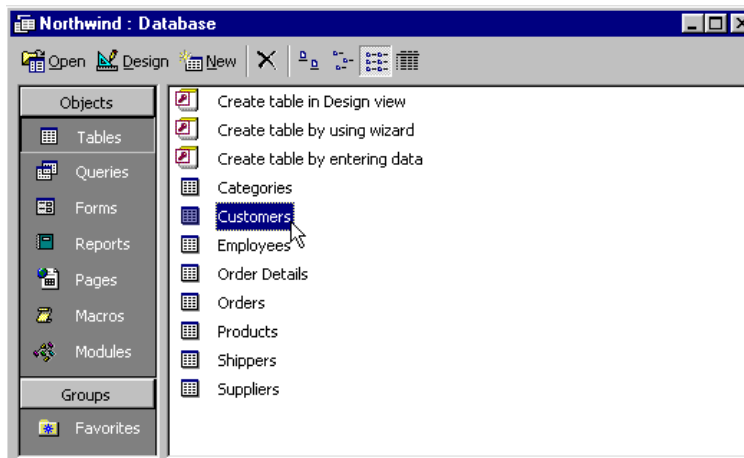 Northwind : Database
Open Design New
Objects
Tables
Queries
Forms
Reports
Pages
Macros
Modules
Groups
Favorites
Create table in Design view
Create table by using wizard
Create table by entering data
Categories
Customers
Employees
Order Details
Orders
Products
Shippers
Suppliers